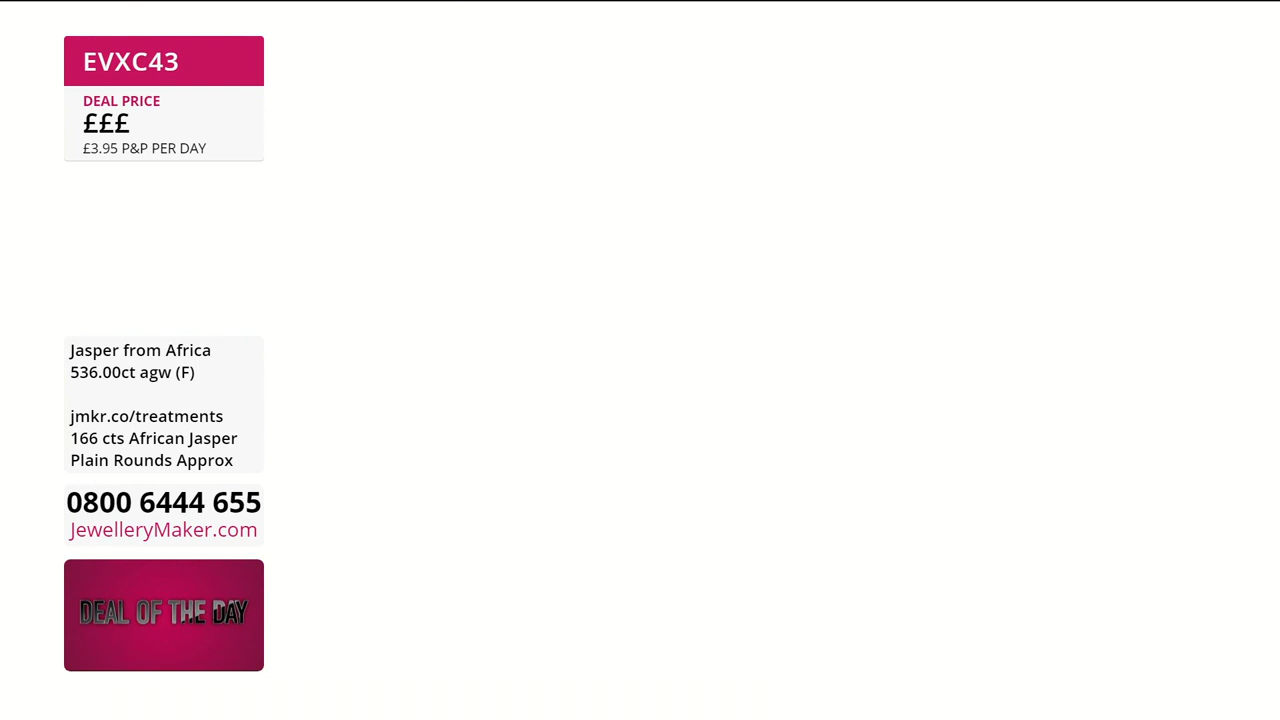 EVXC43
DEAL PRICE
£££
£3.95 P&P PER DAY
Jasper from Africa
536.00ct agw (F)
jmkr.co/treatments
166 cts African Jasper
Plain Rounds Approx
0800 6444 655
JewelleryMaker.com
DEAL OF THE DAY